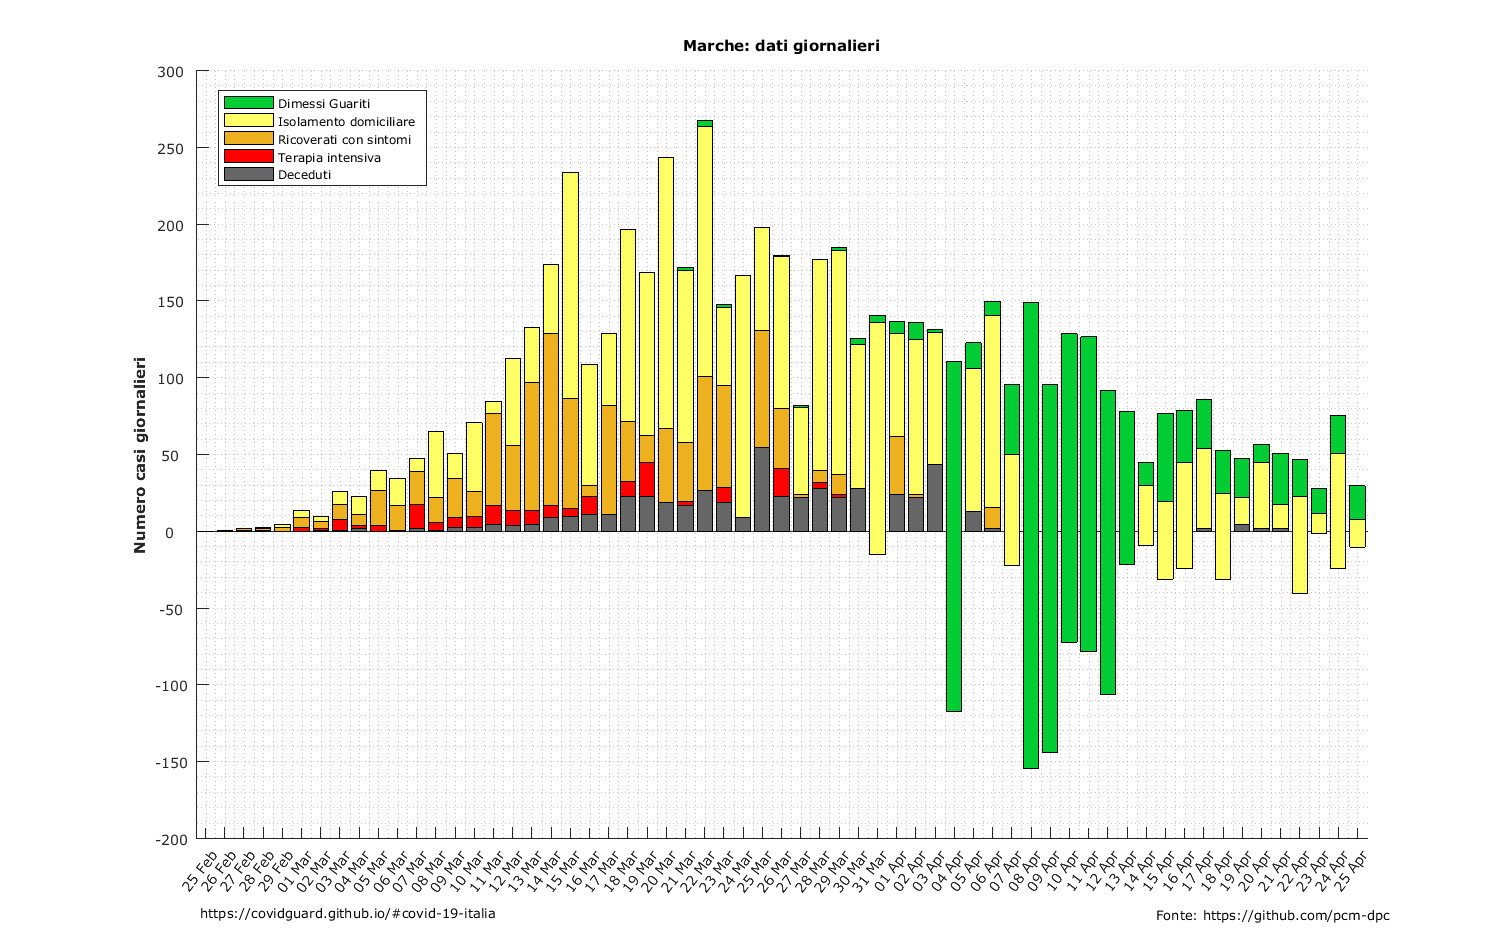 Marche: dati giornalieri
300
250
200
150
100
50
0
-50
-100
-150
-200
Numero casi giornalieri
Dimessi Guariti
Isolamento domiciliare
Ricoverati con sintomi
Terapia intensiva
Deceduti
25 Feb
26 Feb
27 Feb
28 Feb
29 Feb
01 Mar
02 Mar
03 Mar
04 Mar
05 Mar
06 Mar
07 Mar
08 Mar
09 Mar
10 Mar
11 Mar
12 Mar
13 Mar
14 Mar
15 Mar
16 Mar
17 Mar
18 Mar
19 Mar
20 Mar
21 Mar
22 Mar
23 Mar
24 Mar
25 Mar
26 Mar
27 Mar
28 Mar
29 Mar
30 Mar
31 Mar
01 Apr
02 Apr
03 Apr
04 Apr
05 Apr
06 Apr
07 Apr
08 Apr
09 Apr
10 Apr
11 Apr
12 Apr
13 Apr
14 Apr
15 Apr
16 Apr
17 Apr
18 Apr
19 Apr
20 Apr
21 Apr
22 Apr
23 Apr
24 Apr
25 Apr
https://covidguard.github.io/#covid-19-italia
Fonte: https://github.com/pcm-dpc